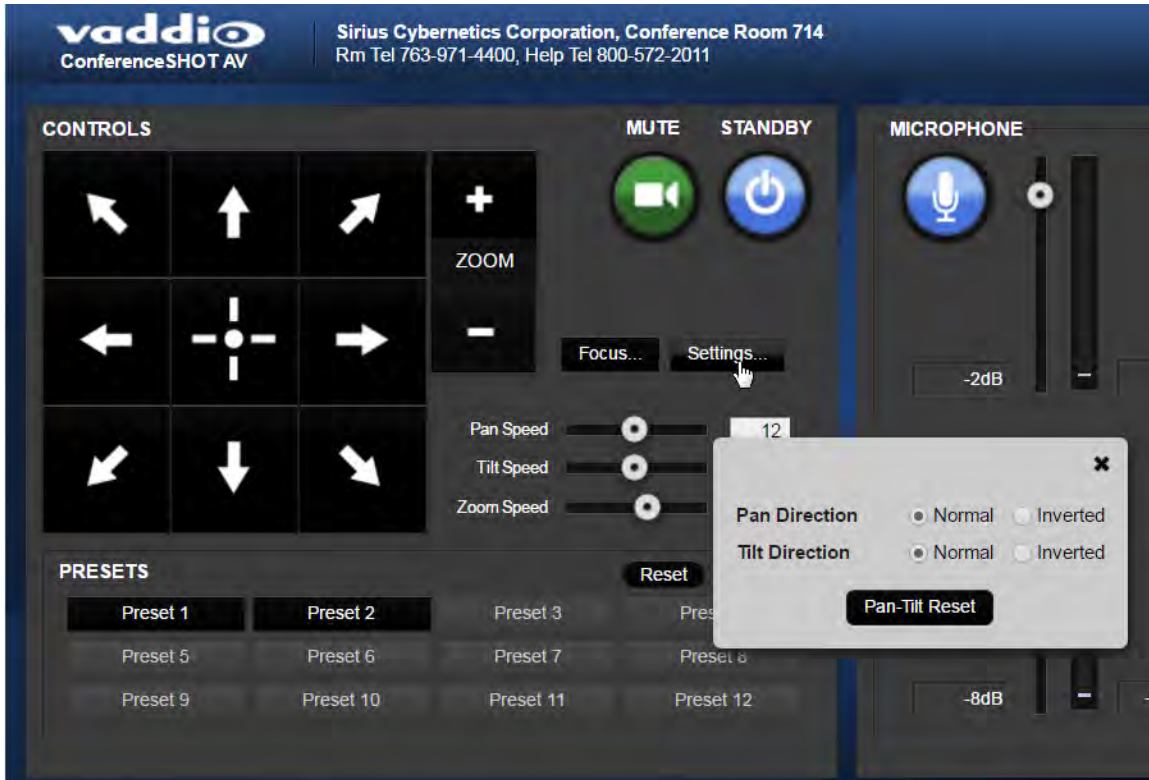 vaddio
ConferenceSHOT AV
Sirius Cybernetics Corporation, Conference Room 714
Rm Tel 763-971-4400, Help Tel 800-572-2011
CONTROLS
MUTE STANDBY
+
ZOOM
-
Focus... Settings...
Pan Speed 12
Tilt Speed
Zoom Speed
MICROPHONE
-2dB
Pan Direction Normal Inverted
Tilt Direction Normal Inverted
Pan-Tilt Reset
PRESETS Reset
Preset 1 Preset 2 Preset 3 Pres
Preset 5 Preset 6 Preset 7 Preset 8
Preset 9 Preset 10 Preset 11 Preset 12
-8dB